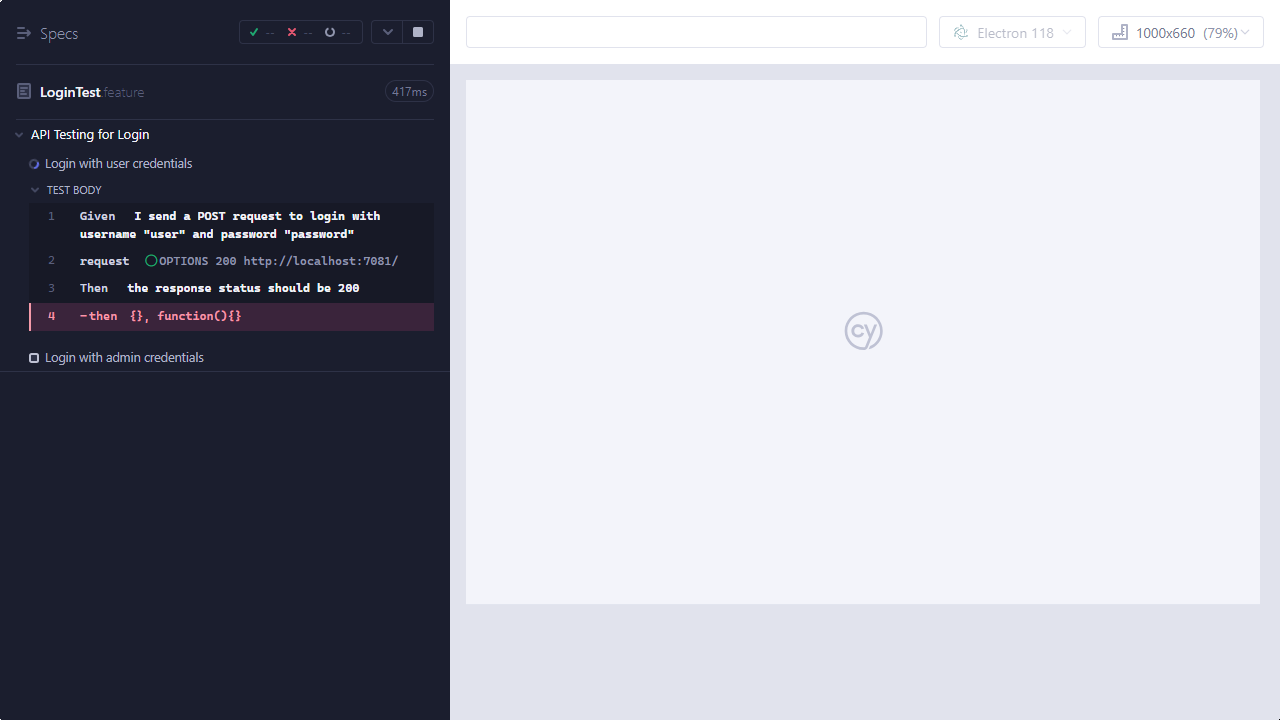 Specs
-- -- --
LoginTest feature
417ms
API Testing for Login
Login with user credentials
TEST BODY
1 Given I send a POST request to login with
username "user" and password "password"
2 request OPTIONS 200 http://localhost:7081/
3 Then the response status should be 200
4 -then {}, function(){}
Login with admin credentials
Electron 118
1000x660 (79%)
cy